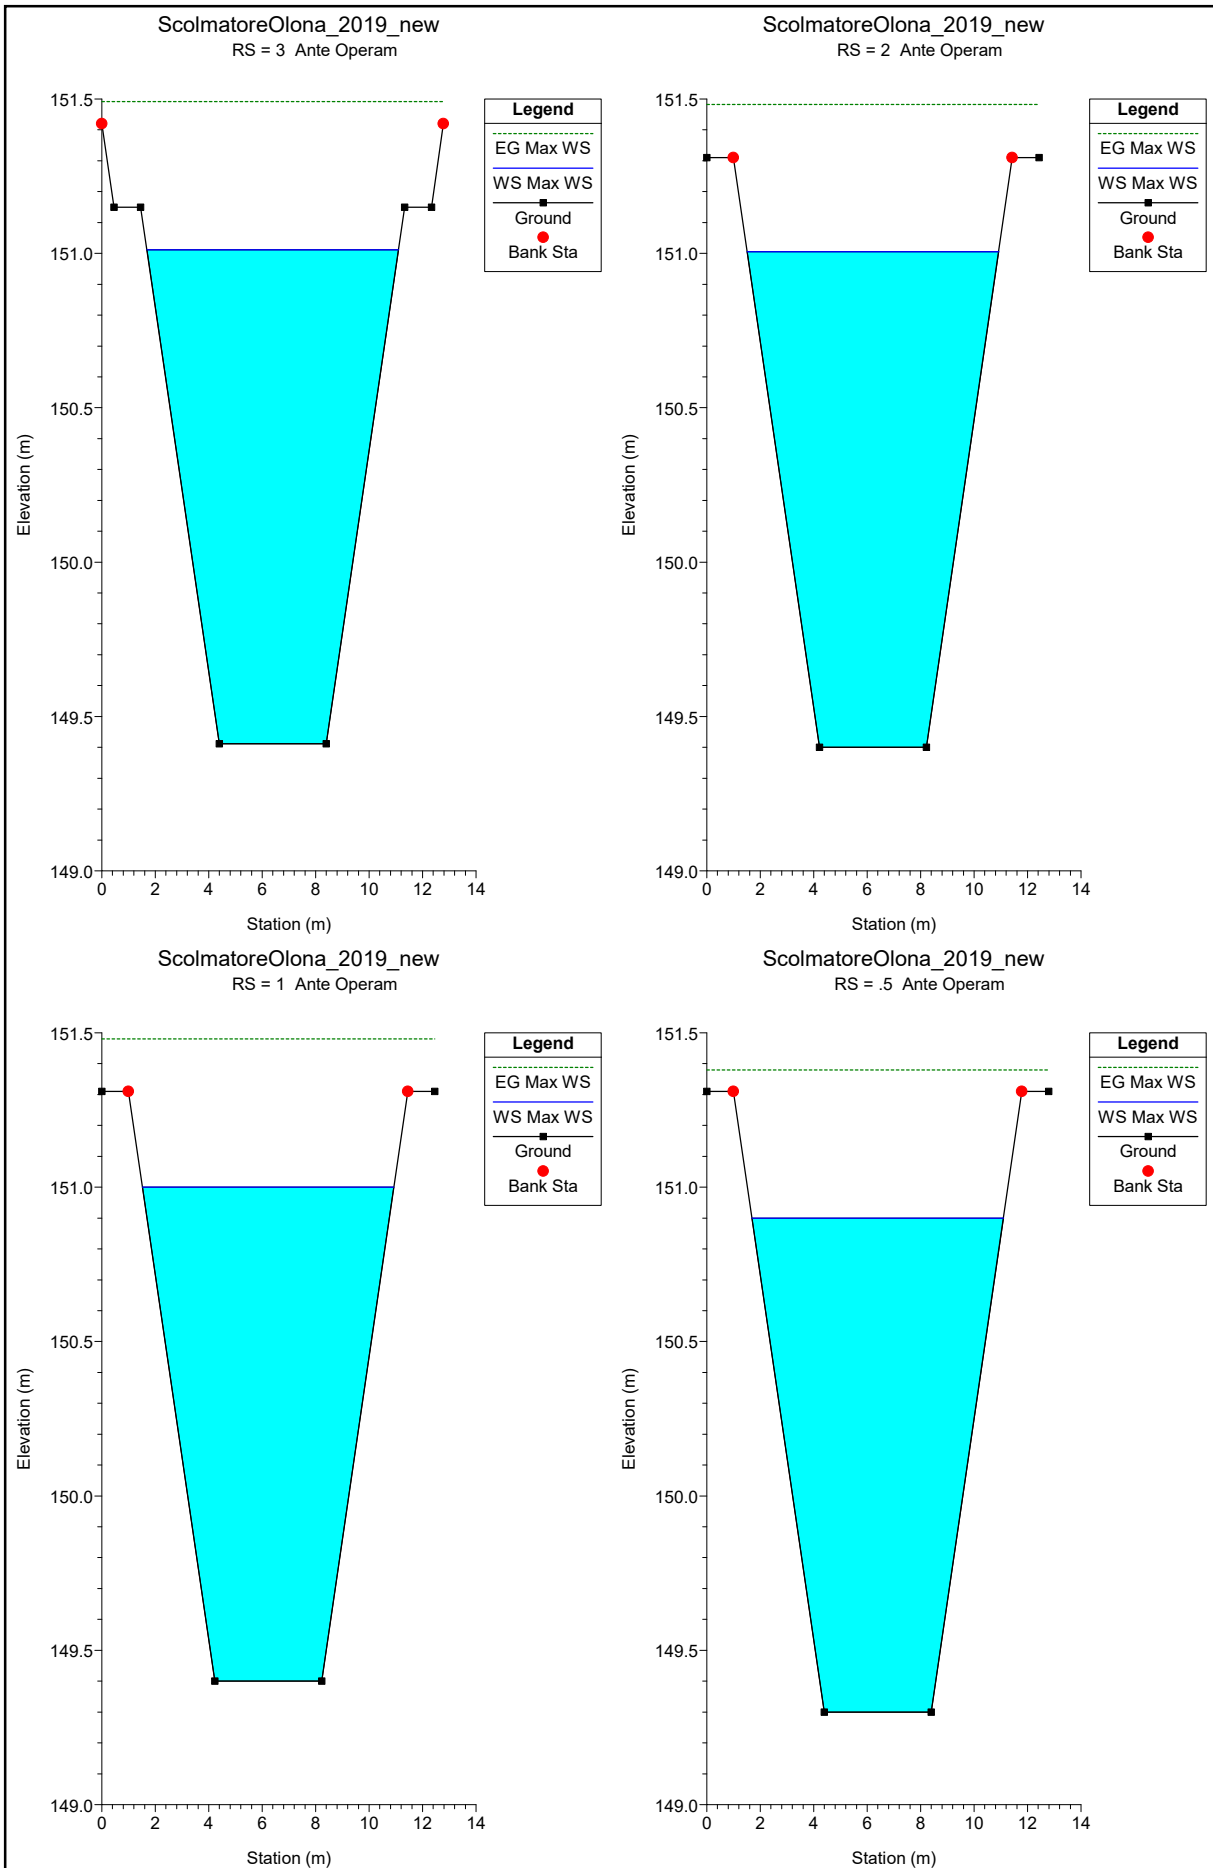 ScolmatoreOlona_2019_new
RS = 3  Ante Operam
151.5
151.0
150.5
150.0
149.5
149.0
0 2 4 6 8 10 12 14
Station (m)
Elevation (m)
Legend
EG Max WS
WS Max WS
Ground
Bank Sta
ScolmatoreOlona_2019_new
RS = 2  Ante Operam
151.5
151.0
150.5
150.0
149.5
149.0
0 2 4 6 8 10 12 14
Station (m)
Elevation (m)
Legend
EG Max WS
WS Max WS
Ground
Bank Sta
ScolmatoreOlona_2019_new
RS = 1  Ante Operam
151.5
151.0
150.5
150.0
149.5
149.0
0 2 4 6 8 10 12 14
Station (m)
Elevation (m)
Legend
EG Max WS
WS Max WS
Ground
Bank Sta
ScolmatoreOlona_2019_new
RS = .5  Ante Operam
151.5
151.0
150.5
150.0
149.5
149.0
0 2 4 6 8 10 12 14
Station (m)
Elevation (m)
Legend
EG Max WS
WS Max WS
Ground
Bank Sta